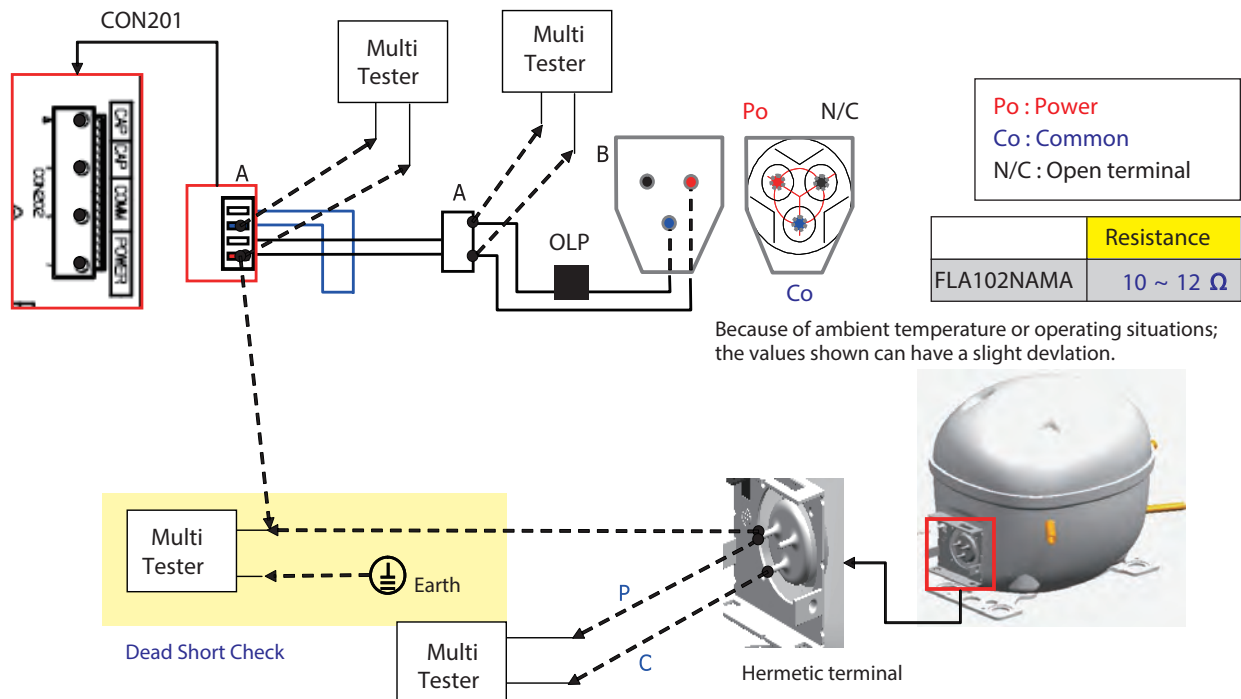 CON201
Multi
Tester
Multi
Tester
CAP
CAP
COMM
POWER
CON202
A
A
B
Po
N/C
Co
OLP
Po : Power
Co : Common
N/C : Open terminal
Resistance
FLA102NAMA
10 ~ 12 Ω
Because of ambient temperature or operating situations;
the values shown can have a slight devlation.
Multi
Tester
Earth
Dead Short Check
P
C
Multi
Tester
Hermetic terminal